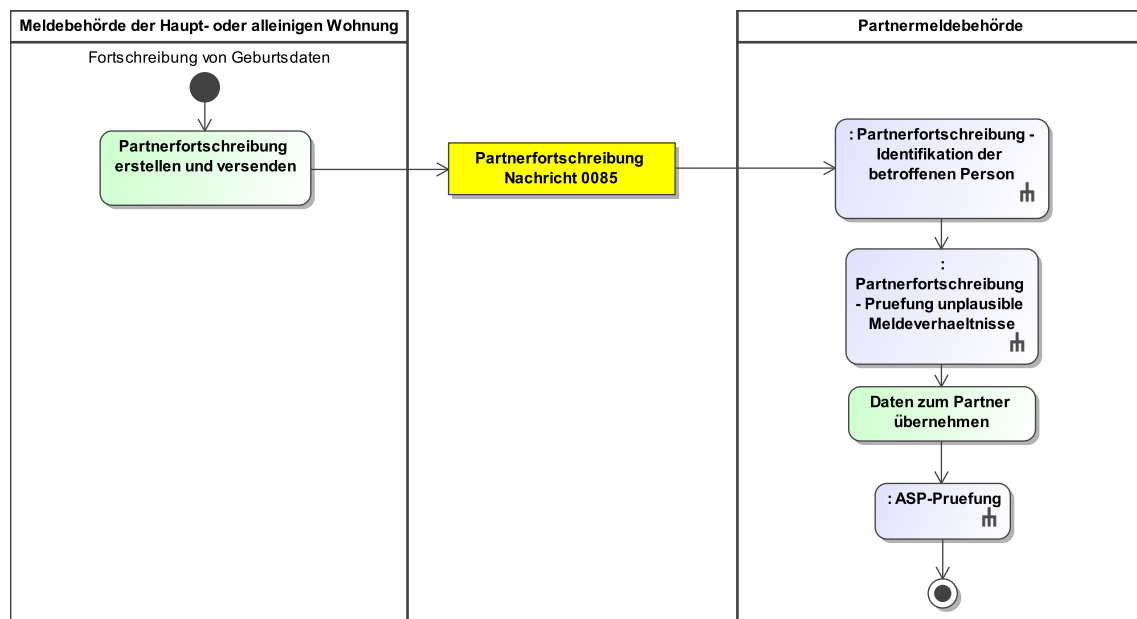 Meldebehörde der Haupt- oder alleinigen Wohnung
Fortschreibung von Geburtsdaten
Partnerfortschreibung
erstellen und versenden
Partnerfortschreibung
Nachricht 0085
Partnermeldebehörde
: Partnerfortschreibung -
Identifikation der
betroffenen Person
:
Partnerfortschreibung
- Pruefung unplausible
Meldeverhaeltnisse
Daten zum Partner
übernehmen
: ASP-Pruefung